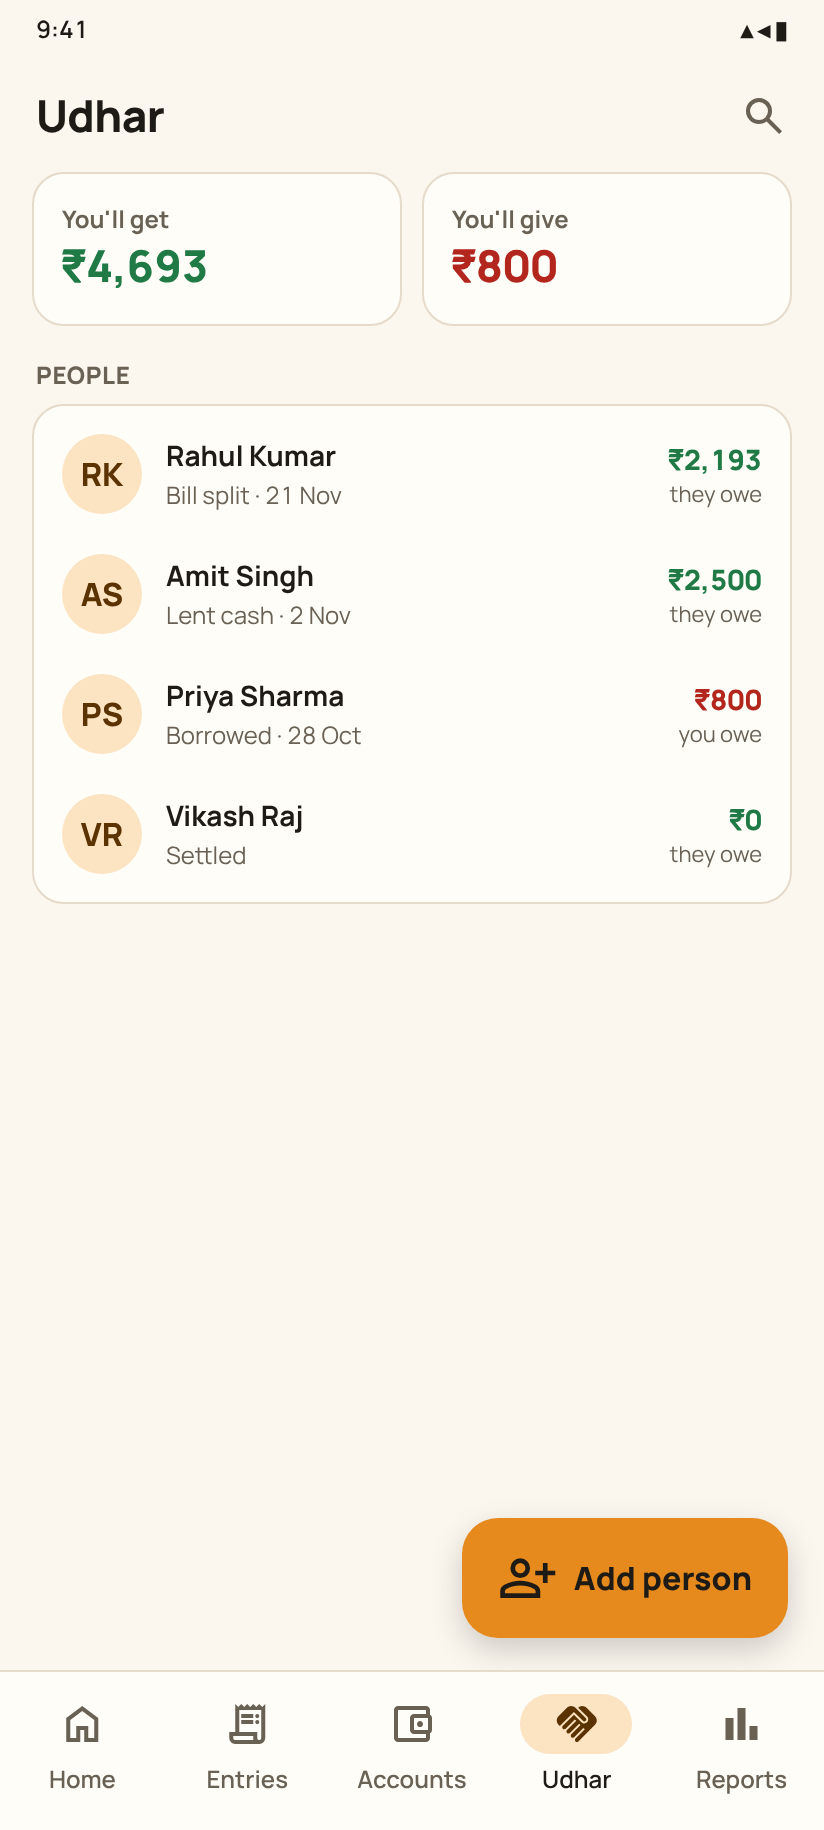 9:41
Udhar
You'll get
₹4,693
You'll give
₹800
PEOPLE
RK
Rahul Kumar
Bill split · 21 Nov
₹2,193
they owe
AS
Amit Singh
Lent cash · 2 Nov
₹2,500
they owe
PS
Priya Sharma
Borrowed · 28 Oct
₹800
you owe
VR
Vikash Raj
Settled
₹0
they owe
Add person
Home
Entries
Accounts
Udhar
Reports